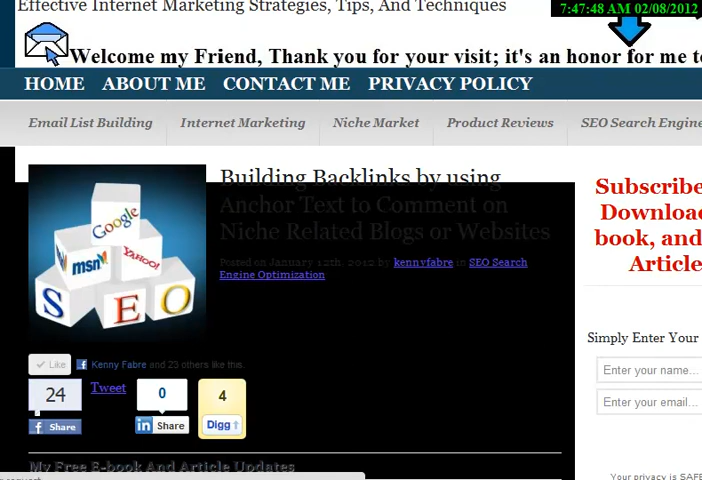 Effective Internet Marketing Strategies, Tips, And Techniques
7:47:48 AM 02/08/2012
Welcome my Friend, Thank you for your visit; it's an honor for me to
HOME ABOUT ME CONTACT ME PRIVACY POLICY
Email List Building Internet Marketing Niche Market Product Reviews SEO Search Engine
Google
msn
YAHOO!
S E O
Building Backlinks by using
Anchor Text to Comment on
Niche Related Blogs or Websites
Posted on January 12th, 2012 by kennyfabre in SEO Search
Engine Optimization
Like Kenny Fabre and 23 others like this.
24 Tweet 0 4
Share in Share Digg
My Free E-book And Article Updates
Subscribe
Download
book, and
Article
Simply Enter Your
Enter your name...
Enter your email...
Your privacy is SAFE